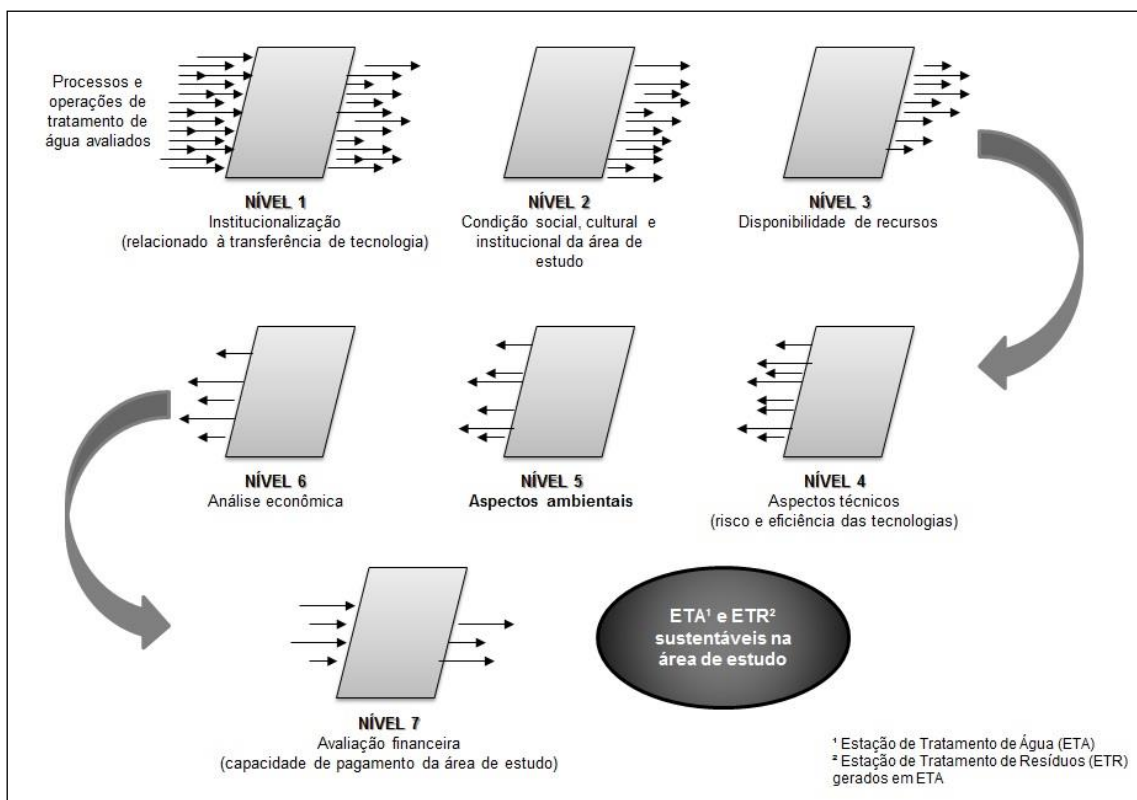 Processos e
operações de
tratamento de
água avaliados
NÍVEL 1
Institucionalização
(relacionado à transferência de tecnologia)
NÍVEL 2
Condição social, cultural e
institucional da área de
estudo
NÍVEL 3
Disponibilidade de recursos
NÍVEL 6
Análise econômica
NÍVEL 5
Aspectos ambientais
NÍVEL 4
Aspectos técnicos
(risco e eficiência das tecnologias)
NÍVEL 7
Avaliação financeira
(capacidade de pagamento da área de estudo)
ETA¹ e ETR²
sustentáveis na
área de estudo
¹ Estação de Tratamento de Água (ETA)
² Estação de Tratamento de Resíduos (ETR)
gerados em ETA